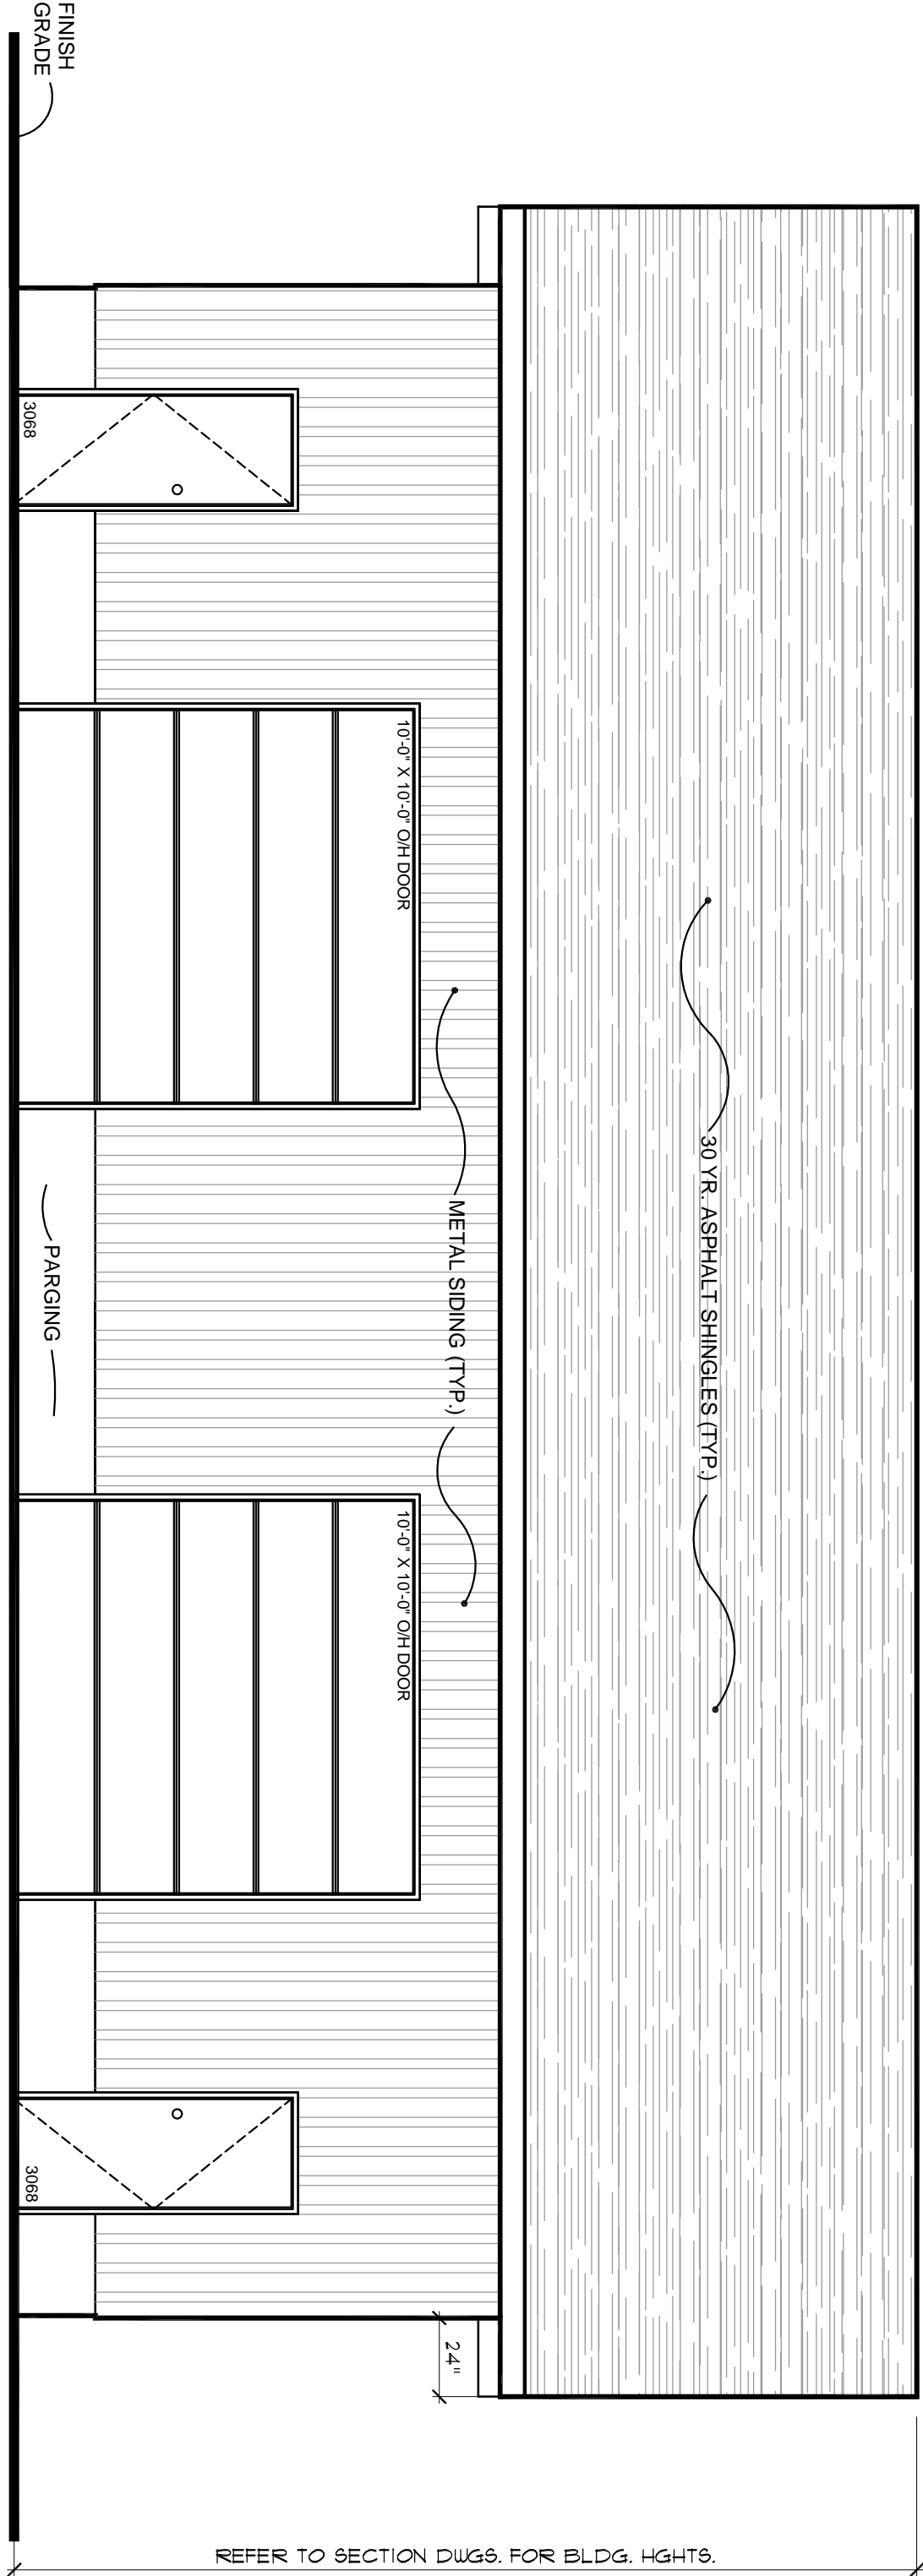 30 YR. ASPHALT SHINGLES (TYP.)
METAL SIDING (TYP.)
24"
10'-0" X 10'-0" O/H DOOR
10'-0" X 10'-0" O/H DOOR
PARGING
FINISH
GRADE
3068
3068
REFER TO SECTION DWGS. FOR BLDG. HGHTS.